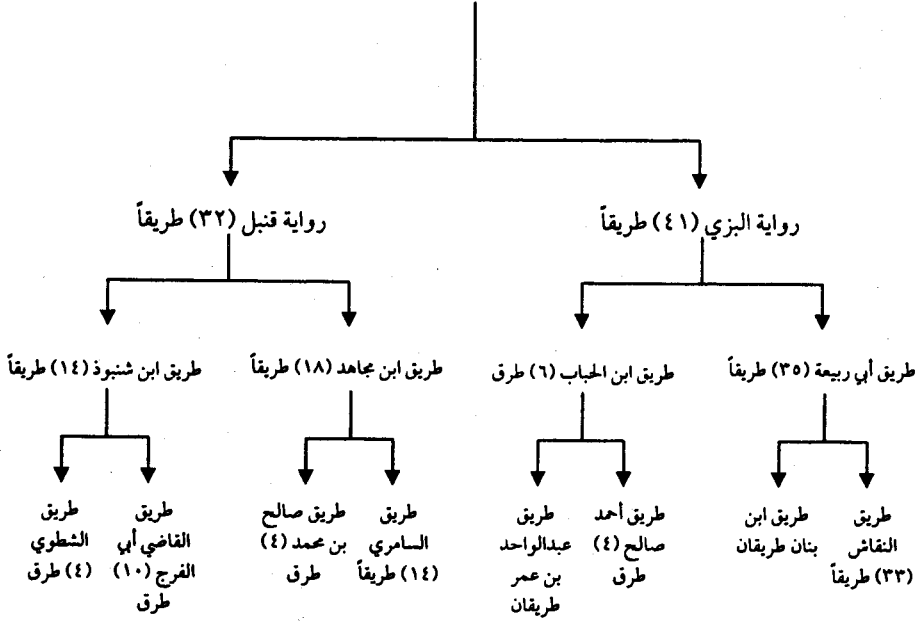 رواية البزي (٤١) طريقاً
رواية قنبل (٣٢) طريقاً
طريق أبي ربيعة (٣٥) طريقاً
طريق ابن الحباب (٦) طرق
طريق ابن مجاهد (١٨) طريقاً
طريق ابن شنبوذ (١٤) طريقاً
طريق
النقاش
(٣٣) طريقاً
طريق ابن
بنان طريقان
طريق أحمد
صالح (٤)
طرق
طريق
عبدالواحد
بن عمر
طريقان
طريق
السامري
(١٤) طريقاً
طريق صالح
بن محمد (٤)
طرق
طريق
القاضي أبي
الفرج (١٠)
طرق
طريق
الشطوي
(٤) طرق